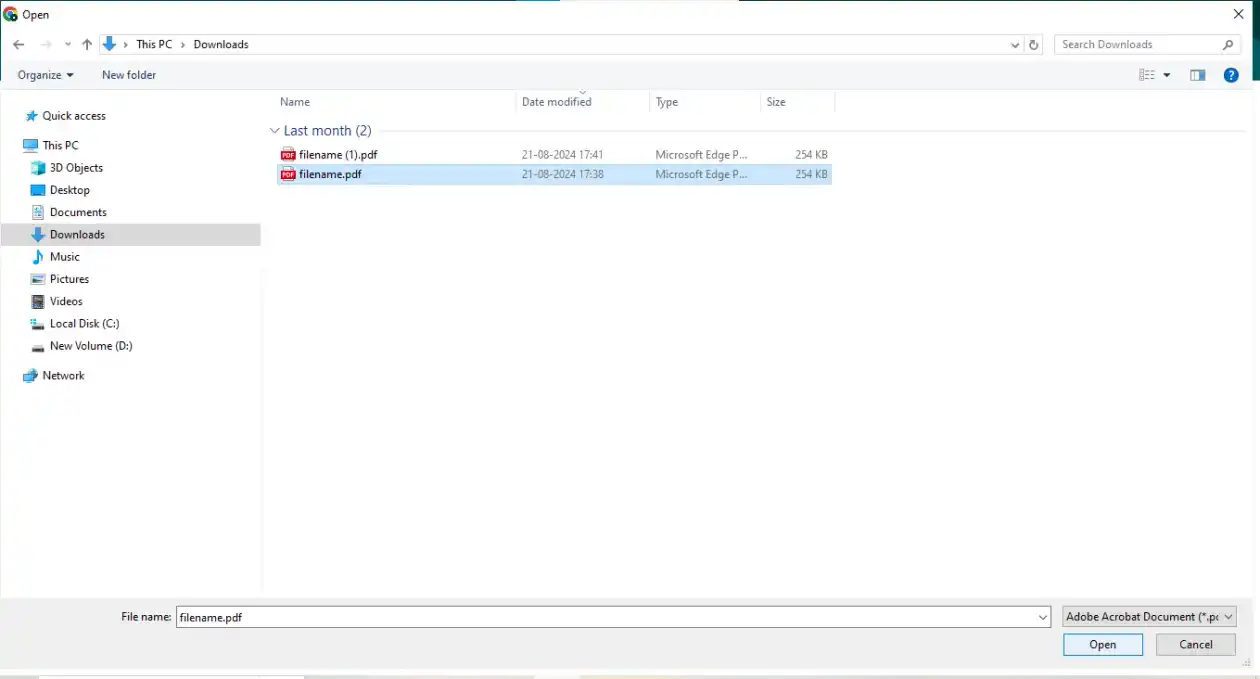 Open
This PC > Downloads
Search Downloads
Organize
New folder
Name
Date modified
Type
Size
Quick access
This PC
3D Objects
Desktop
Documents
Downloads
Music
Pictures
Videos
Local Disk (C:)
New Volume (D:)
Network
Last month (2)
PDF filename (1).pdf 21-08-2024 17:41 Microsoft Edge P... 254 KB
PDF filename.pdf 21-08-2024 17:38 Microsoft Edge P... 254 KB
File name: filename.pdf
Adobe Acrobat Document (*.pc
Open
Cancel